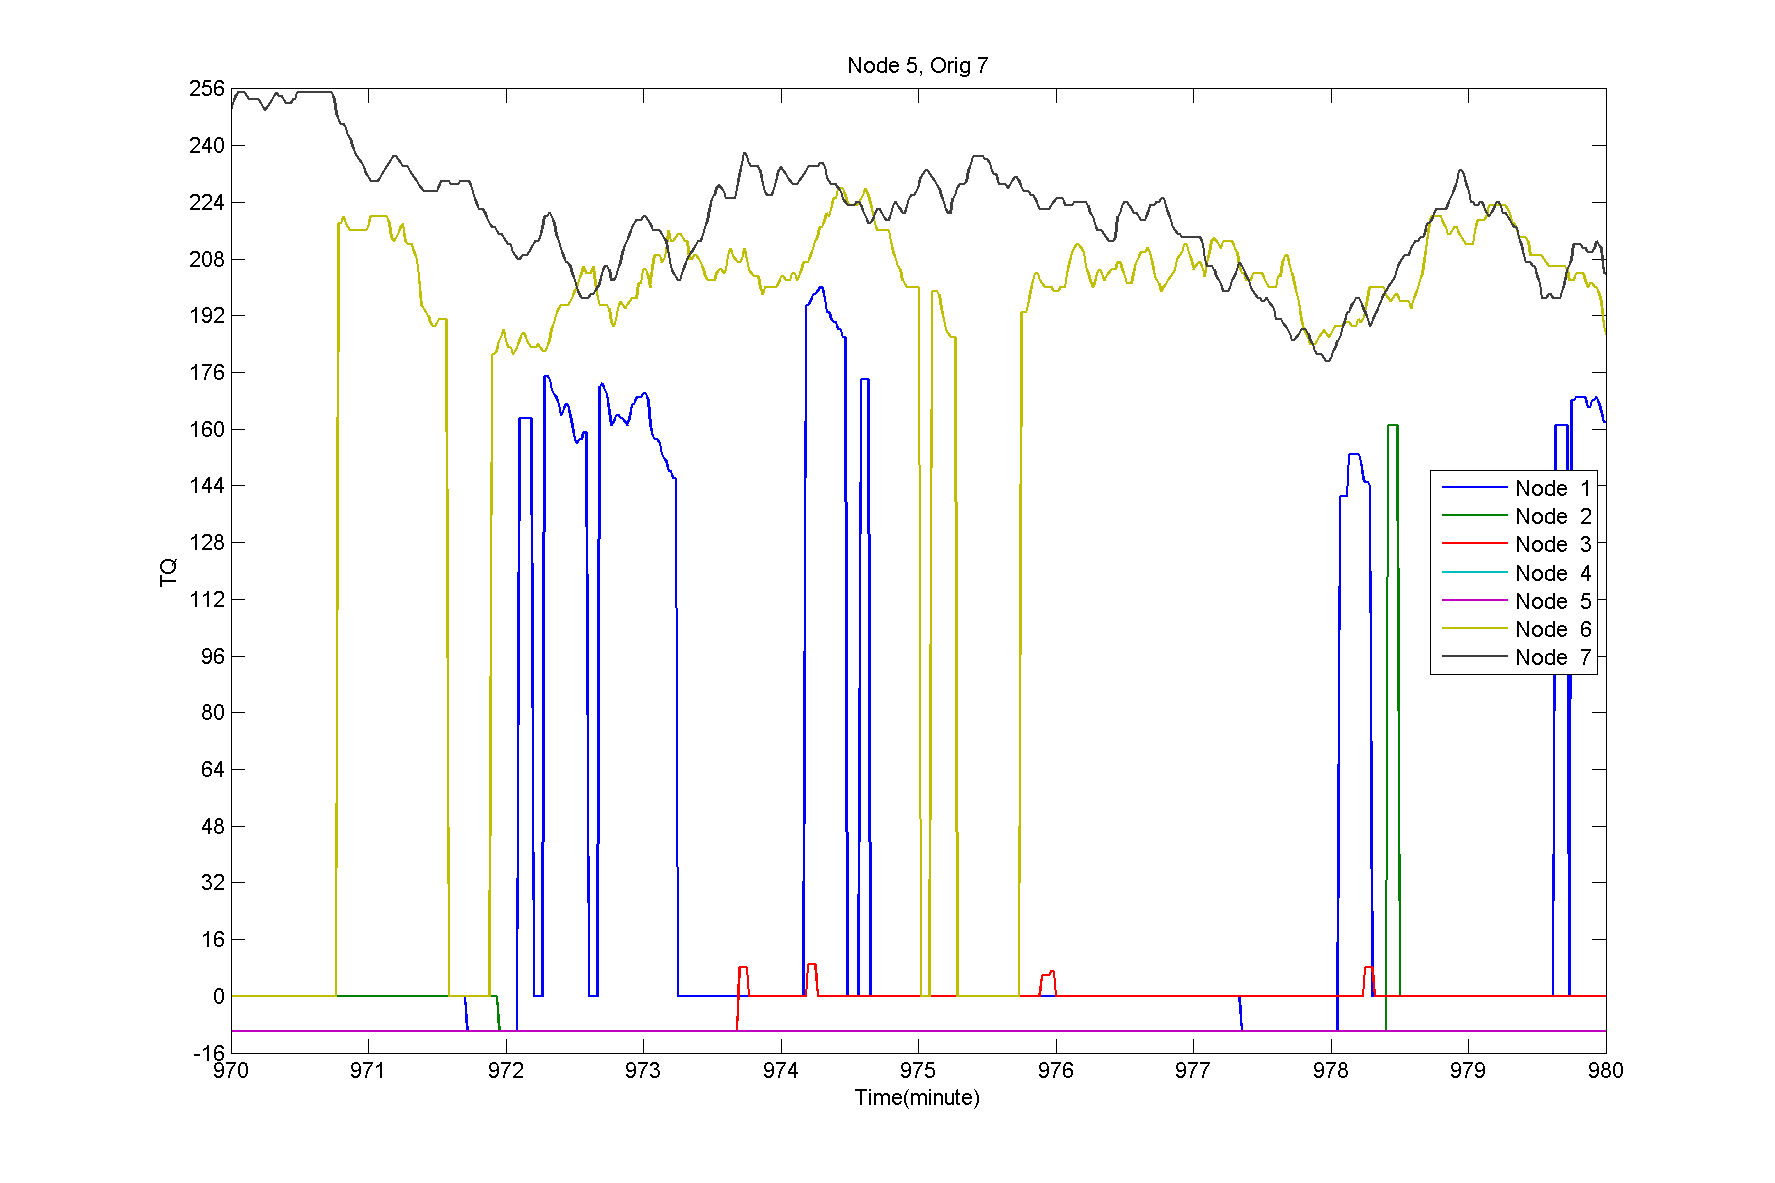 Node 5, Orig 7
256
240
224
208
192
176
160
144
128
112
96
80
64
48
32
16
0
-16
TQ
Node 1
Node 2
Node 3
Node 4
Node 5
Node 6
Node 7
970 971 972 973 974 975 976 977 978 979 980
Time(minute)